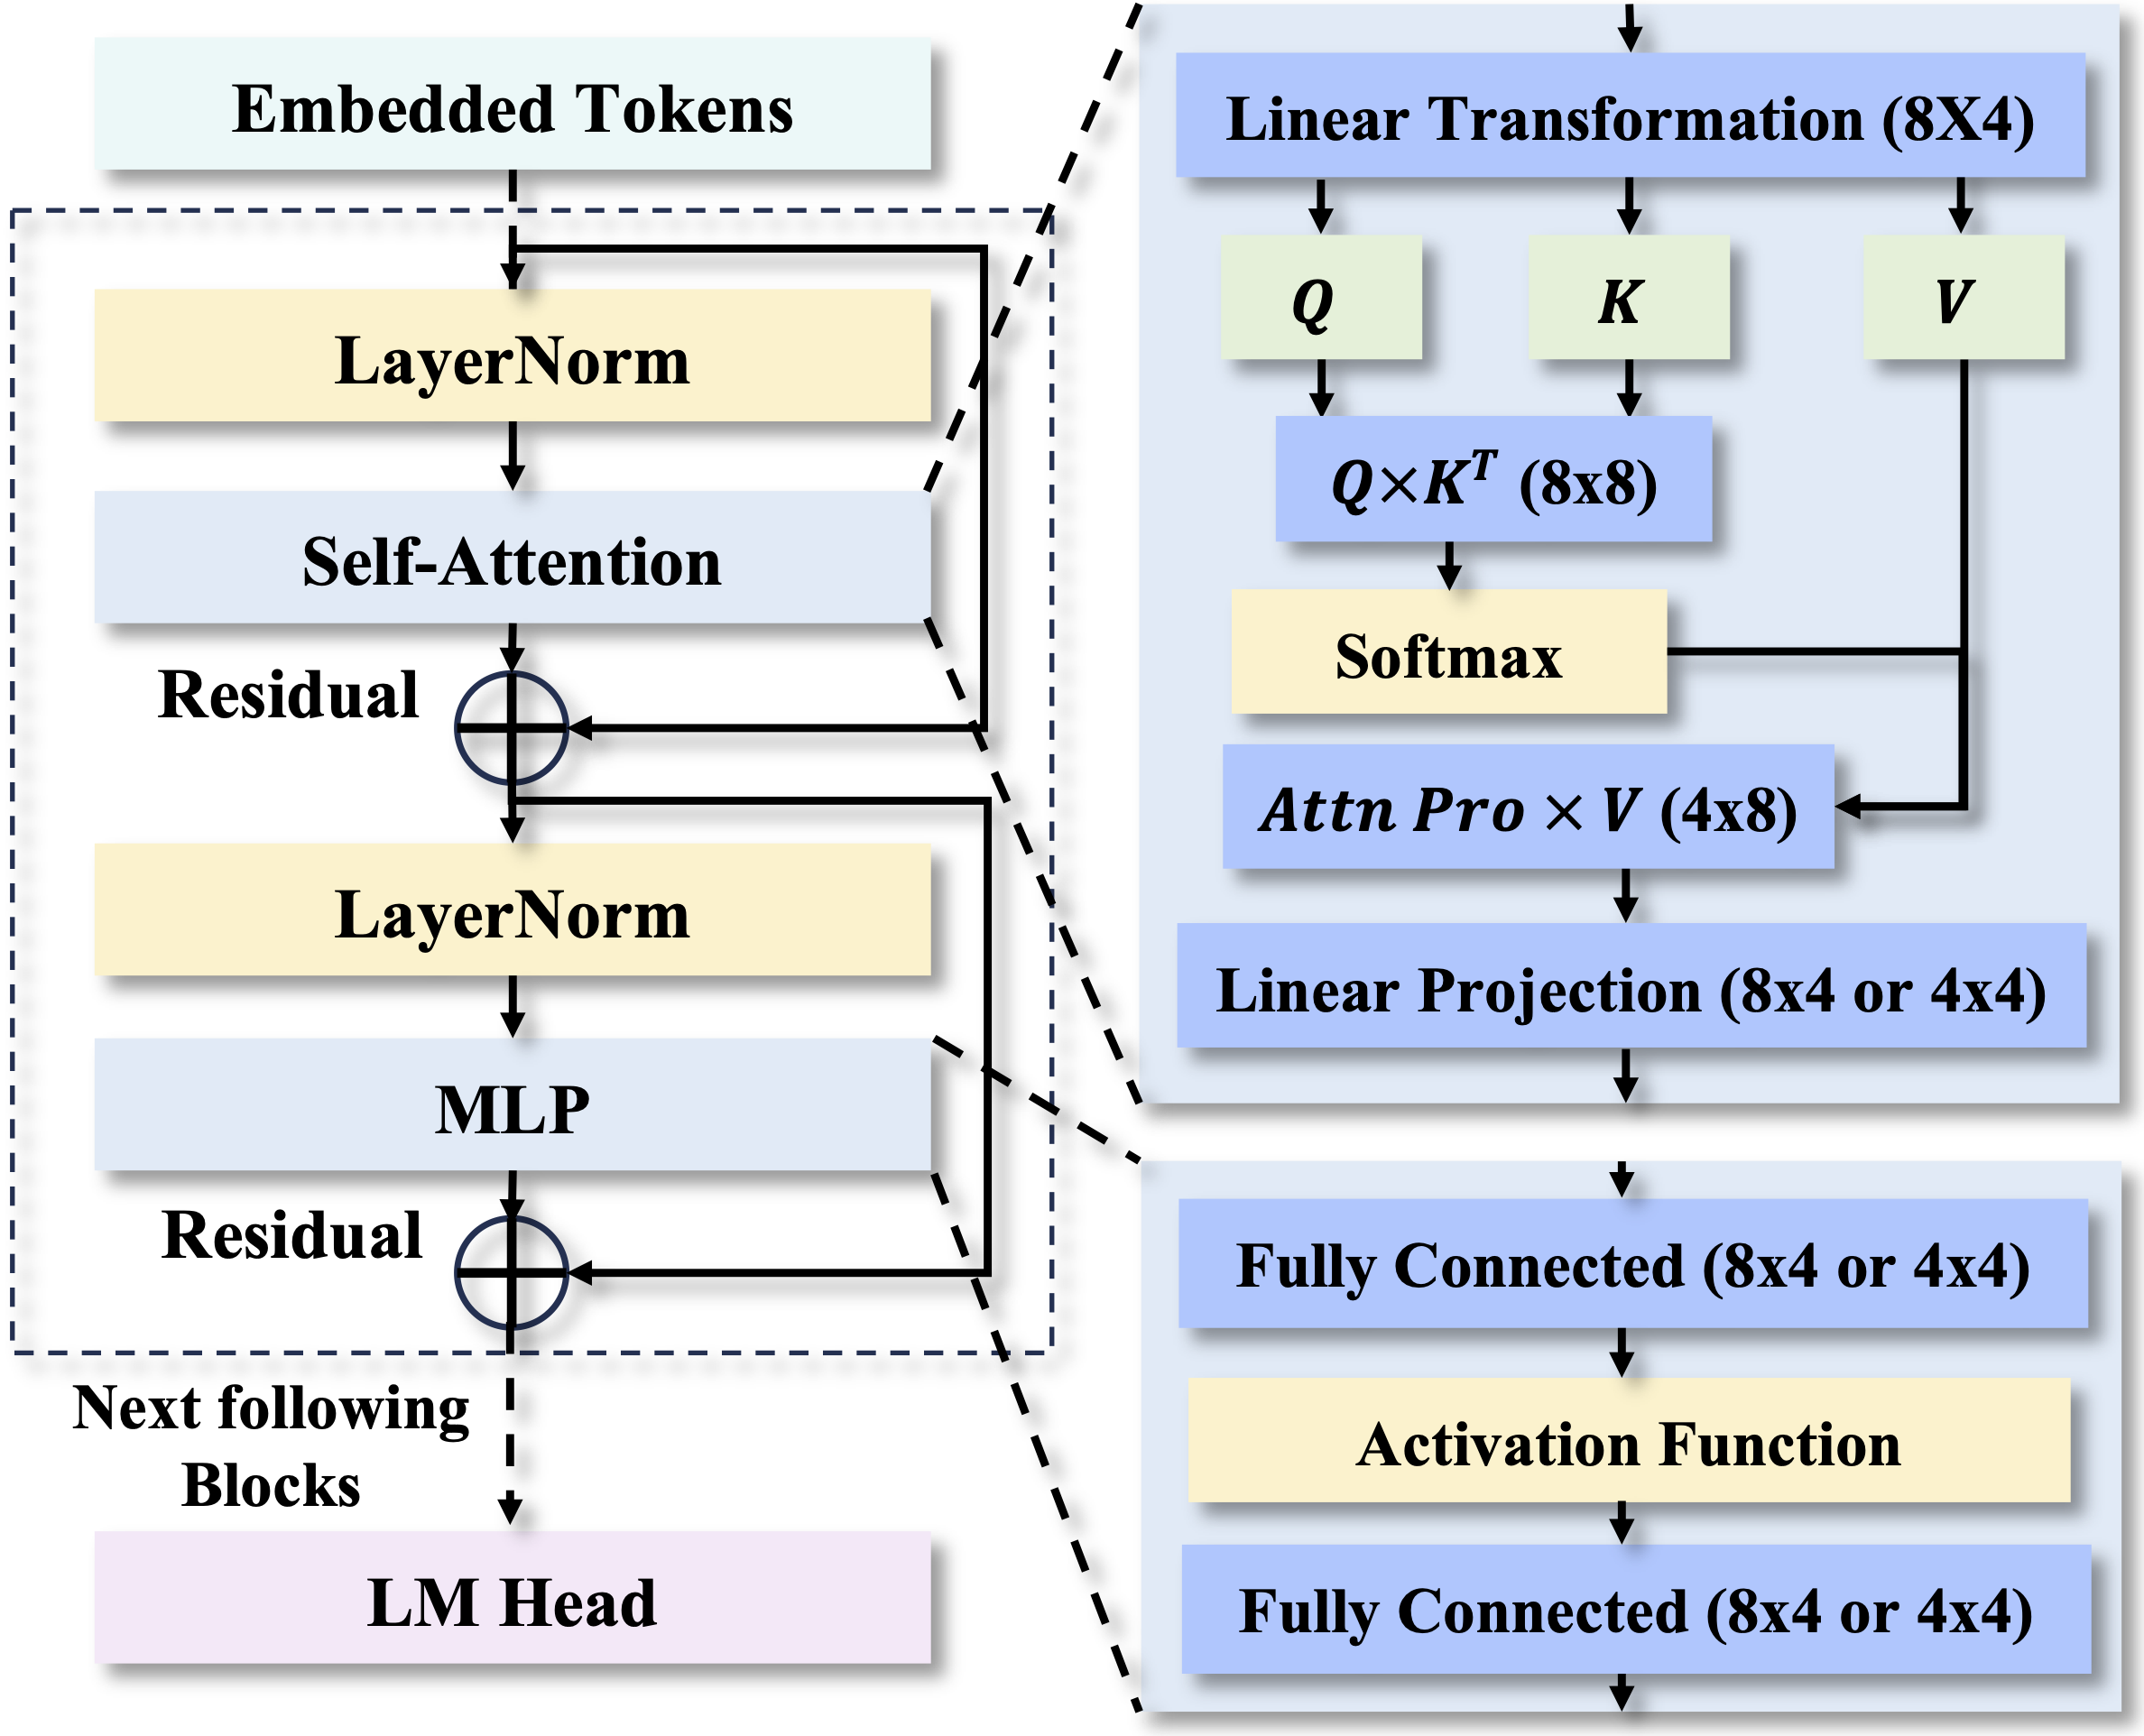 Embedded Tokens
LayerNorm
Self-Attention
Residual
LayerNorm
MLP
Residual
Next following
Blocks
LM Head
Linear Transformation (8X4)
Q
K
V
Q×K^T (8x8)
Softmax
Attn Pro × V (4x8)
Linear Projection (8x4 or 4x4)
Fully Connected (8x4 or 4x4)
Activation Function
Fully Connected (8x4 or 4x4)